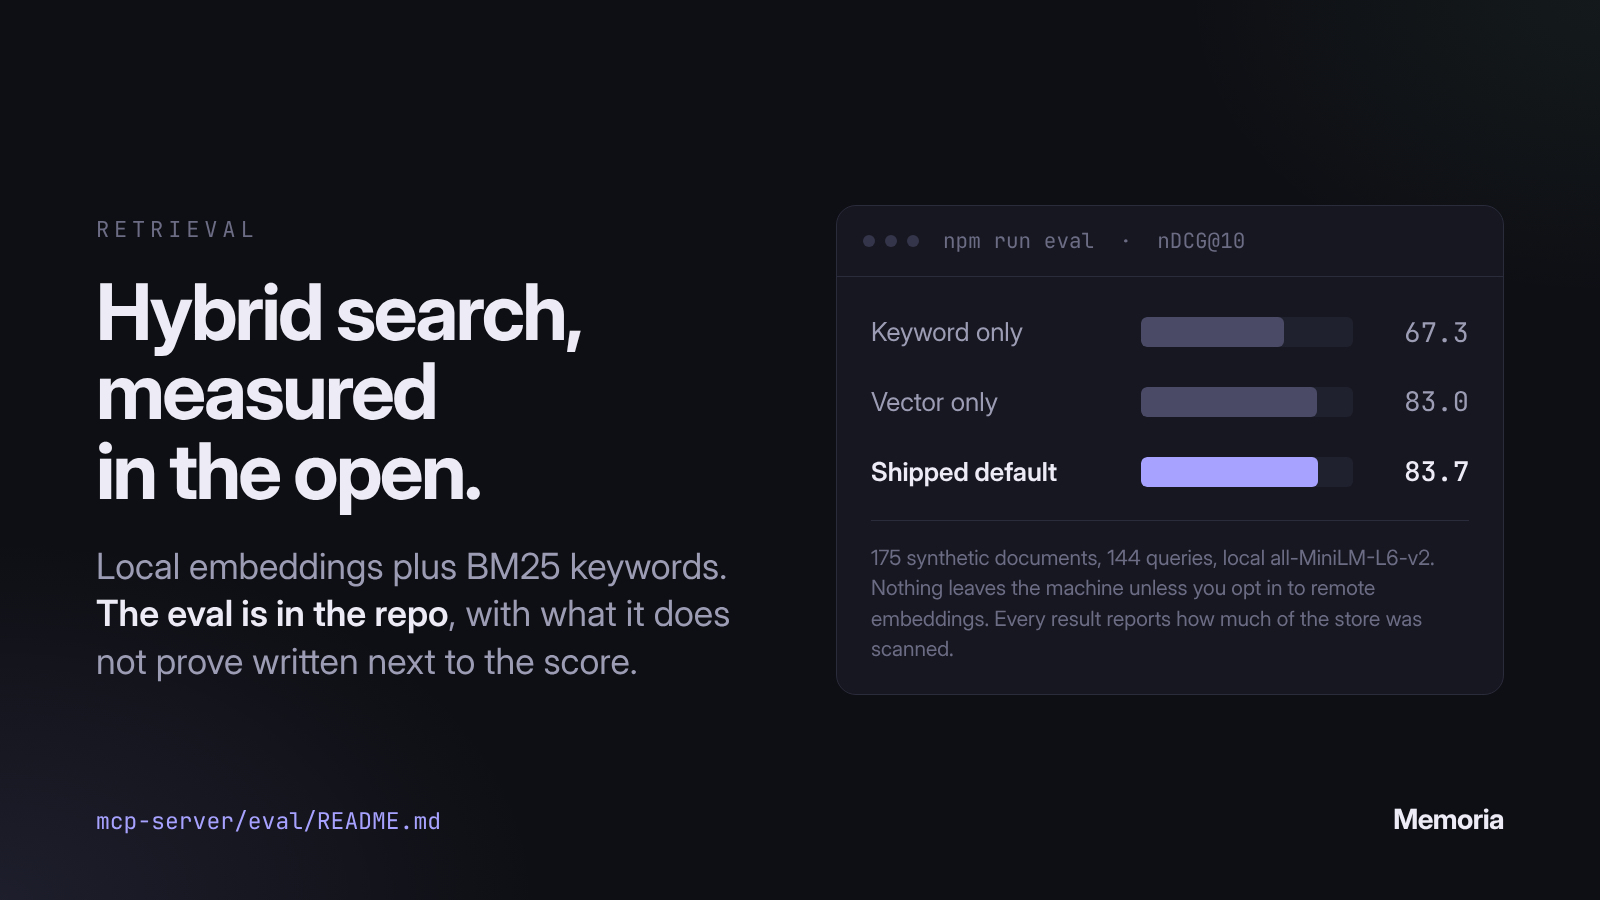 RETRIEVAL
Hybrid search,
measured
in the open.
Local embeddings plus BM25 keywords.
The eval is in the repo, with what it does
not prove written next to the score.
npm run eval · nDCG@10
Keyword only 67.3
Vector only 83.0
Shipped default 83.7
175 synthetic documents, 144 queries, local all-MiniLM-L6-v2.
Nothing leaves the machine unless you opt in to remote
embeddings. Every result reports how much of the store was
scanned.
mcp-server/eval/README.md
Memoria